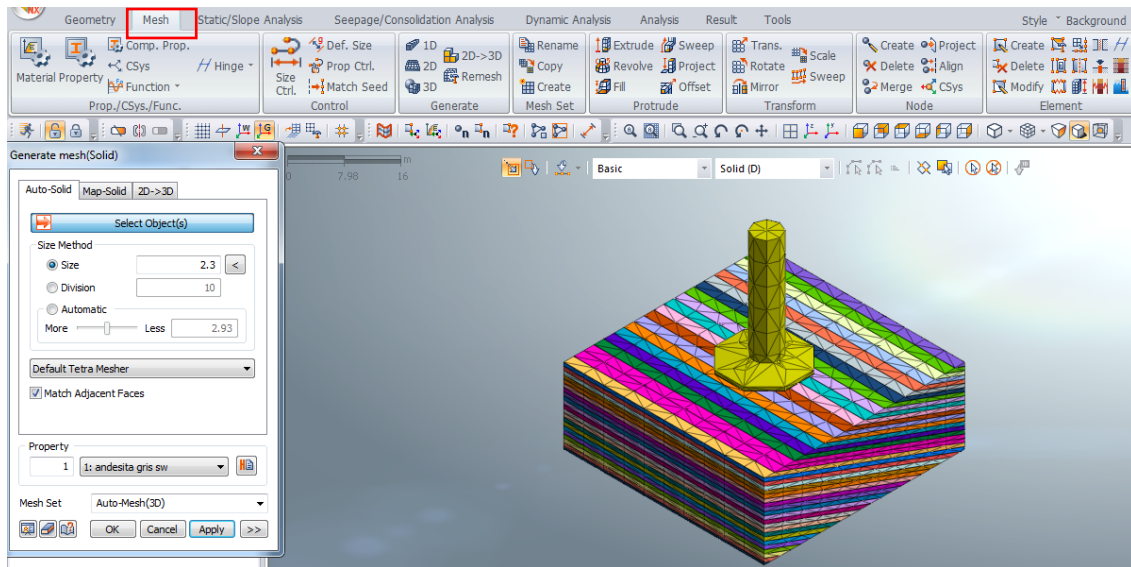 NX
Geometry Mesh Static/Slope Analysis Seepage/Consolidation Analysis Dynamic Analysis Analysis Result Tools Style Background
Material Property
Comp. Prop.
CSys
Function
Hinge
Prop./CSys./Func.
Size Ctrl.
Def. Size
Prop Ctrl.
Match Seed
Control
1D
2D
3D
2D->3D
Remesh
Generate
Rename
Copy
Create
Mesh Set
Extrude Sweep
Revolve Project
Fill Offset
Protrude
Trans.
Rotate
Mirror
Scale
Sweep
Transform
Create Project
Delete Align
Merge CSys
Node
Create
Delete
Modify
Element
Generate mesh(Solid)
Auto-Solid Map-Solid 2D->3D
Select Object(s)
Size Method
Size 2.3 <
Division 10
Automatic
More Less 2.93
Default Tetra Mesher
Match Adjacent Faces
Property
1 1: andesita gris sw
Mesh Set Auto-Mesh(3D)
OK Cancel Apply >>
m
0 7.98 16
Basic Solid (D)